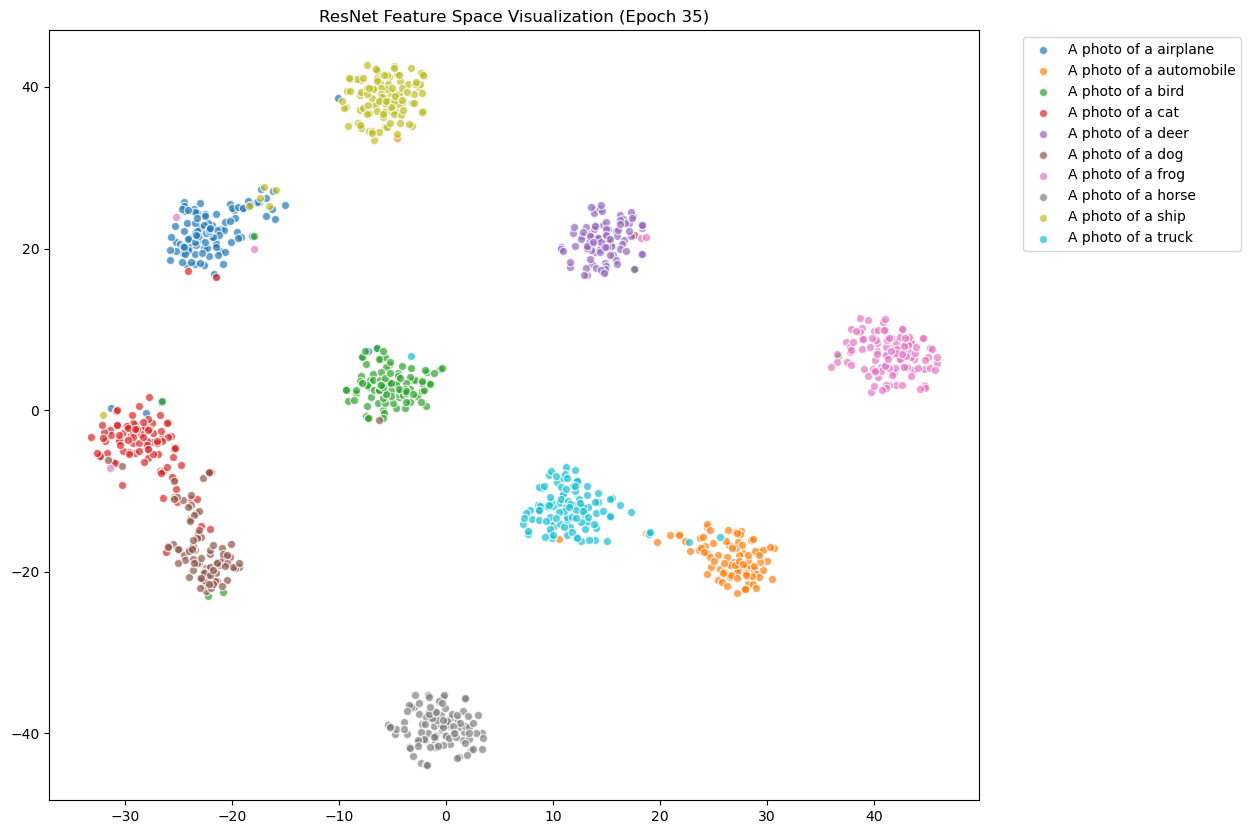 ResNet Feature Space Visualization (Epoch 35)
A photo of a airplane
A photo of a automobile
A photo of a bird
A photo of a cat
A photo of a deer
A photo of a dog
A photo of a frog
A photo of a horse
A photo of a ship
A photo of a truck
40
20
0
−20
−40
−30 −20 −10 0 10 20 30 40